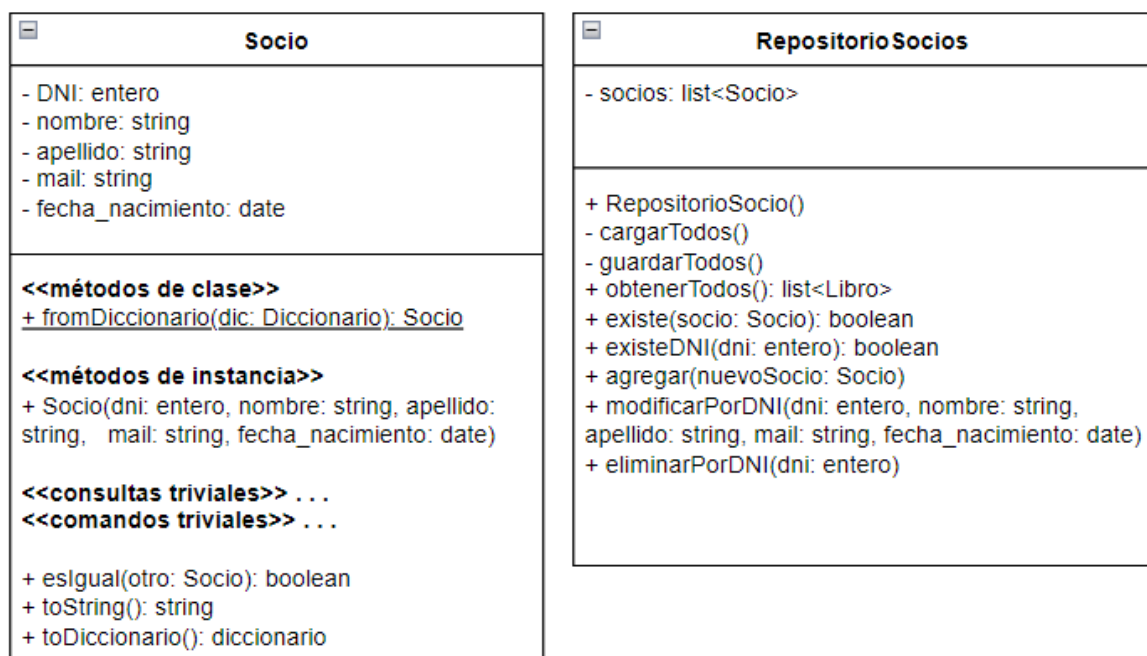 Socio
- DNI: entero
- nombre: string
- apellido: string
- mail: string
- fecha_nacimiento: date
<<métodos de clase>>
+ fromDiccionario(dic: Diccionario): Socio
<<métodos de instancia>>
+ Socio(dni: entero, nombre: string, apellido:
string, mail: string, fecha_nacimiento: date)
<<consultas triviales>> . . .
<<comandos triviales>> . . .
+ esIgual(otro: Socio): boolean
+ toString(): string
+ toDiccionario(): diccionario
RepositorioSocios
- socios: list<Socio>
+ RepositorioSocio()
- cargarTodos()
- guardarTodos()
+ obtenerTodos(): list<Libro>
+ existe(socio: Socio): boolean
+ existeDNI(dni: entero): boolean
+ agregar(nuevoSocio: Socio)
+ modificarPorDNI(dni: entero, nombre: string,
apellido: string, mail: string, fecha_nacimiento: date)
+ eliminarPorDNI(dni: entero)